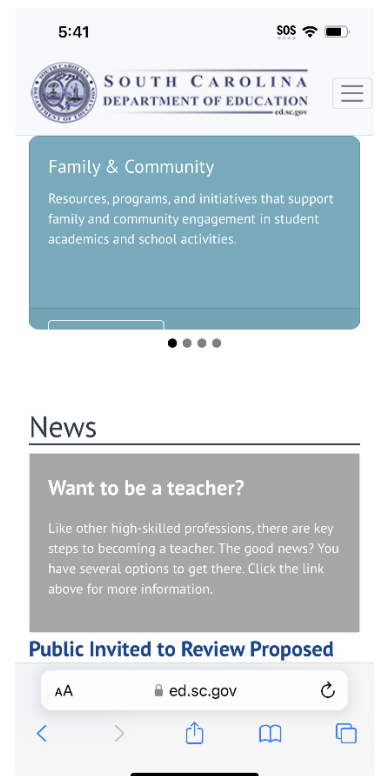 5:41
SOS
SOUTH CAROLINA
DEPARTMENT OF EDUCATION
ed.sc.gov
Family & Community
Resources, programs, and initiatives that support
family and community engagement in student
academics and school activities.
News
Want to be a teacher?
Like other high-skilled professions, there are key
steps to becoming a teacher. The good news? You
have several options to get there. Click the link
above for more information.
Public Invited to Review Proposed
AA
ed.sc.gov